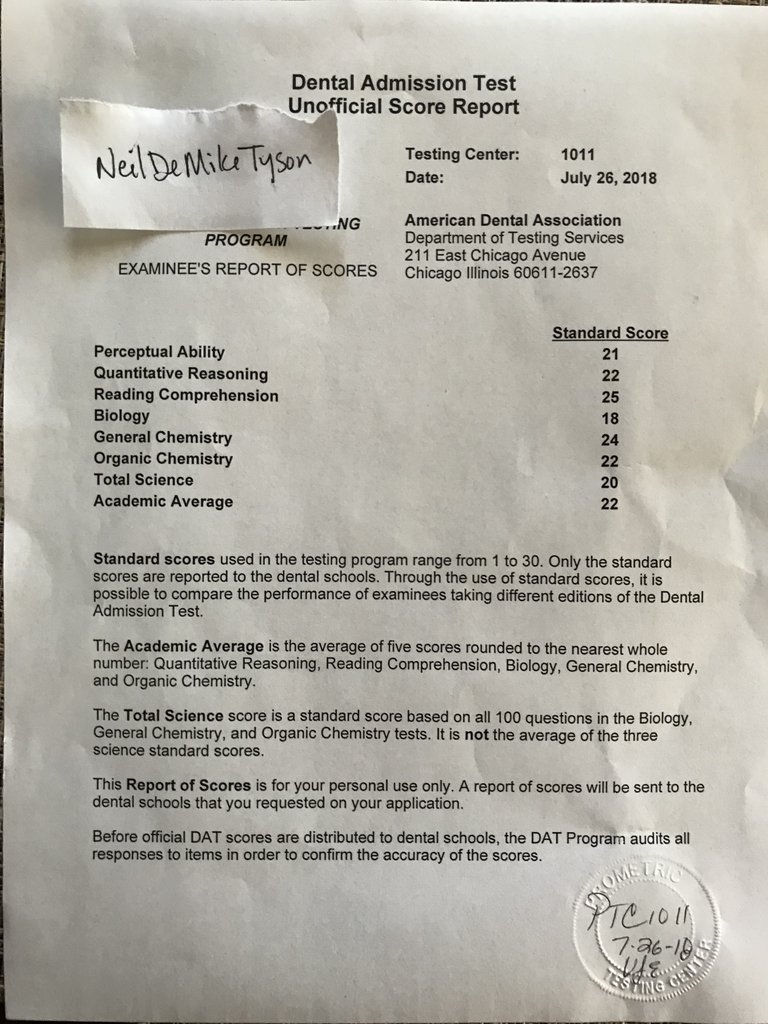 Dental Admission Test
Unofficial Score Report
NeilDeMikeTyson
Testing Center: 1011
Date: July 26, 2018
PROGRAM
EXAMINEE'S REPORT OF SCORES
American Dental Association
Department of Testing Services
211 East Chicago Avenue
Chicago Illinois 60611-2637
Standard Score
Perceptual Ability 21
Quantitative Reasoning 22
Reading Comprehension 25
Biology 18
General Chemistry 24
Organic Chemistry 22
Total Science 20
Academic Average 22
Standard scores used in the testing program range from 1 to 30. Only the standard
scores are reported to the dental schools. Through the use of standard scores, it is
possible to compare the performance of examinees taking different editions of the Dental
Admission Test.
The Academic Average is the average of five scores rounded to the nearest whole
number: Quantitative Reasoning, Reading Comprehension, Biology, General Chemistry,
and Organic Chemistry.
The Total Science score is a standard score based on all 100 questions in the Biology,
General Chemistry, and Organic Chemistry tests. It is not the average of the three
science standard scores.
This Report of Scores is for your personal use only. A report of scores will be sent to the
dental schools that you requested on your application.
Before official DAT scores are distributed to dental schools, the DAT Program audits all
responses to items in order to confirm the accuracy of the scores.
PROMETRIC
PTC 1011
TESTING CENTER